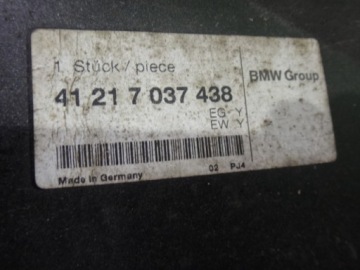 1 Stück / piece
BMW Group
41 21 7 037 438
EG Y
EW Y
Made in Germany
02 PJ4